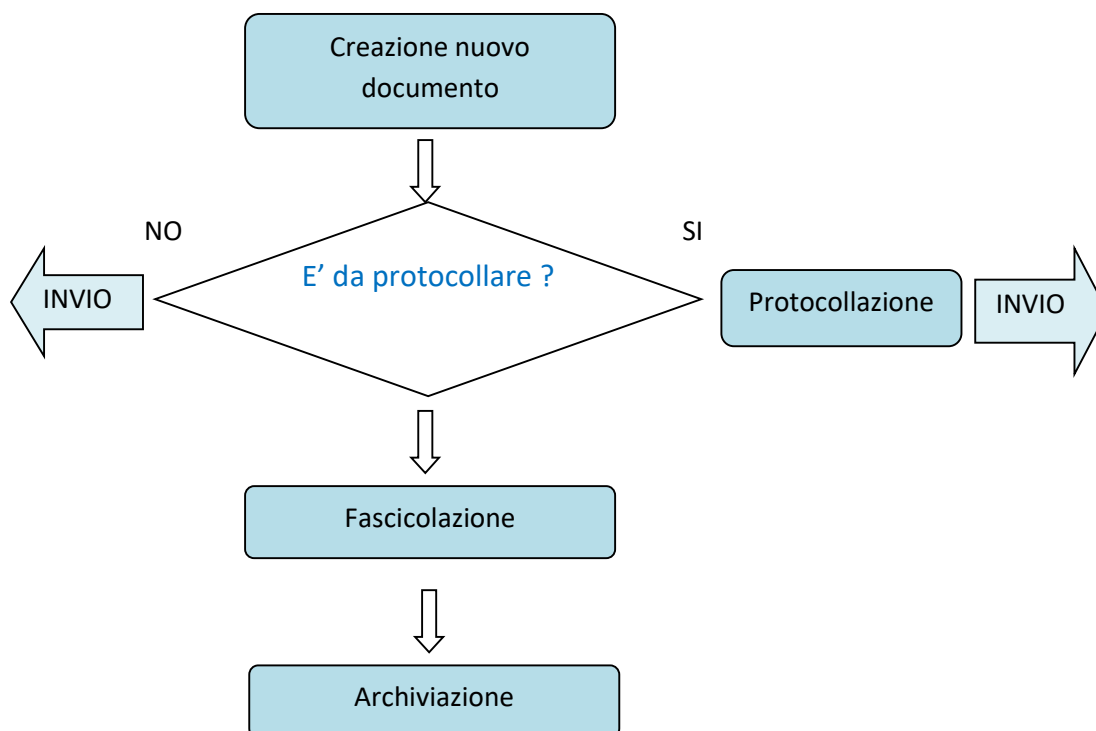 Creazione nuovo
documento
NO
SI
E’ da protocollare ?
INVIO
Protocollazione
INVIO
Fascicolazione
Archiviazione